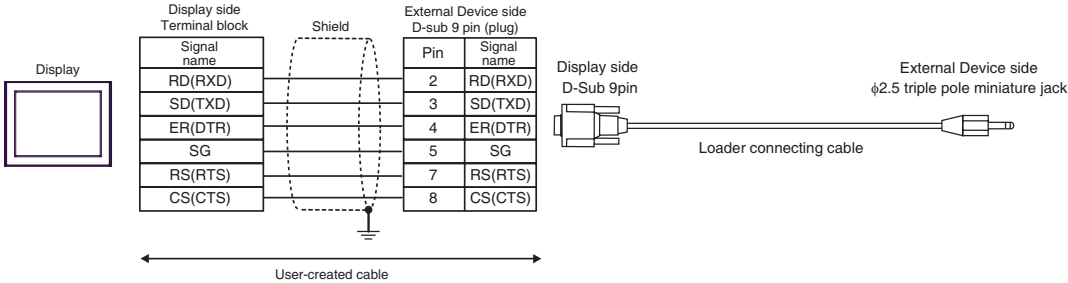 Display
Display side
Terminal block
Shield
External Device side
D-sub 9 pin (plug)
Signal name
Pin
Signal name
RD(RXD)
2
RD(RXD)
SD(TXD)
3
SD(TXD)
ER(DTR)
4
ER(DTR)
SG
5
SG
RS(RTS)
7
RS(RTS)
CS(CTS)
8
CS(CTS)
User-created cable
Display side
D-Sub 9pin
External Device side
ϕ2.5 triple pole miniature jack
Loader connecting cable